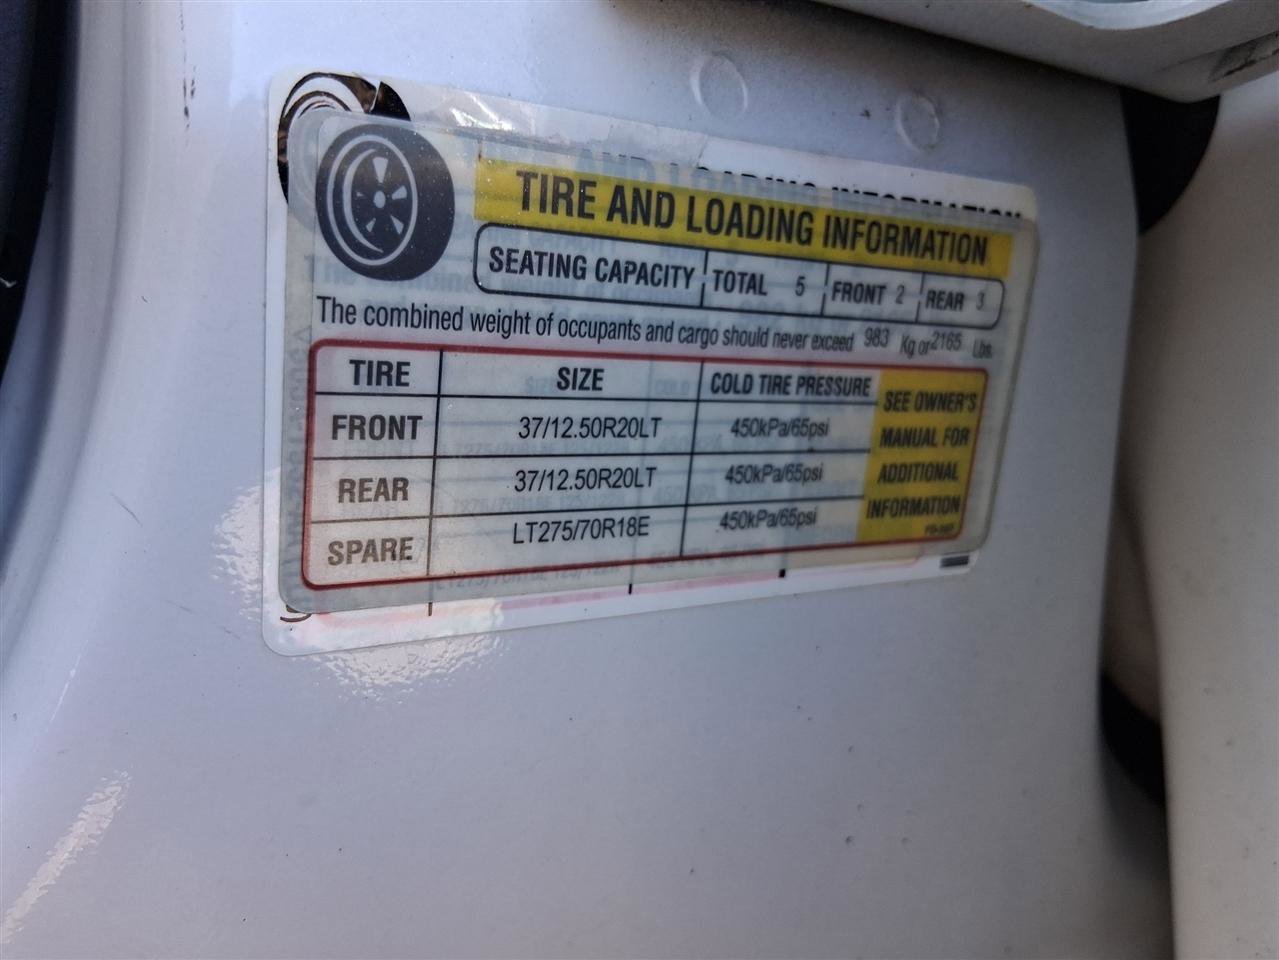 TIRE AND LOADING INFORMATION
SEATING CAPACITY TOTAL 5 FRONT 2 REAR 3
The combined weight of occupants and cargo should never exceed 983 Kg or 2165 Lbs.
TIRE SIZE COLD TIRE PRESSURE
FRONT 37/12.50R20LT 450kPa/65psi
REAR 37/12.50R20LT 450kPa/65psi
SPARE LT275/70R18E 450kPa/65psi
SEE OWNER'S
MANUAL FOR
ADDITIONAL
INFORMATION